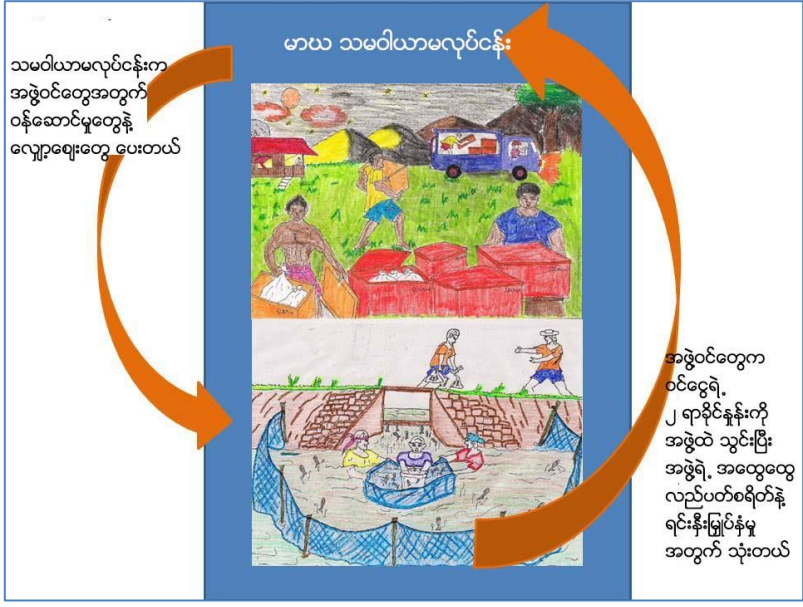 မာဃ သမဝါယာမလုပ်ငန်း
သမဝါယာမလုပ်ငန်းက
အဖွဲ့ဝင်တွေအတွက်
ဝန်ဆောင်မှုတွေနဲ့
လျှော့ဈေးတွေ ပေးတယ်
အဖွဲ့ဝင်တွေက
ဝင်ငွေရဲ့
၂ ရာခိုင်နှုန်းကို
အဖွဲ့ထဲ သွင်းပြီး
အဖွဲ့ရဲ့ အထွေထွေ
လည်ပတ်စရိတ်နဲ့
ရင်းနှီးမြှုပ်နှံမှု
အတွက် သုံးတယ်